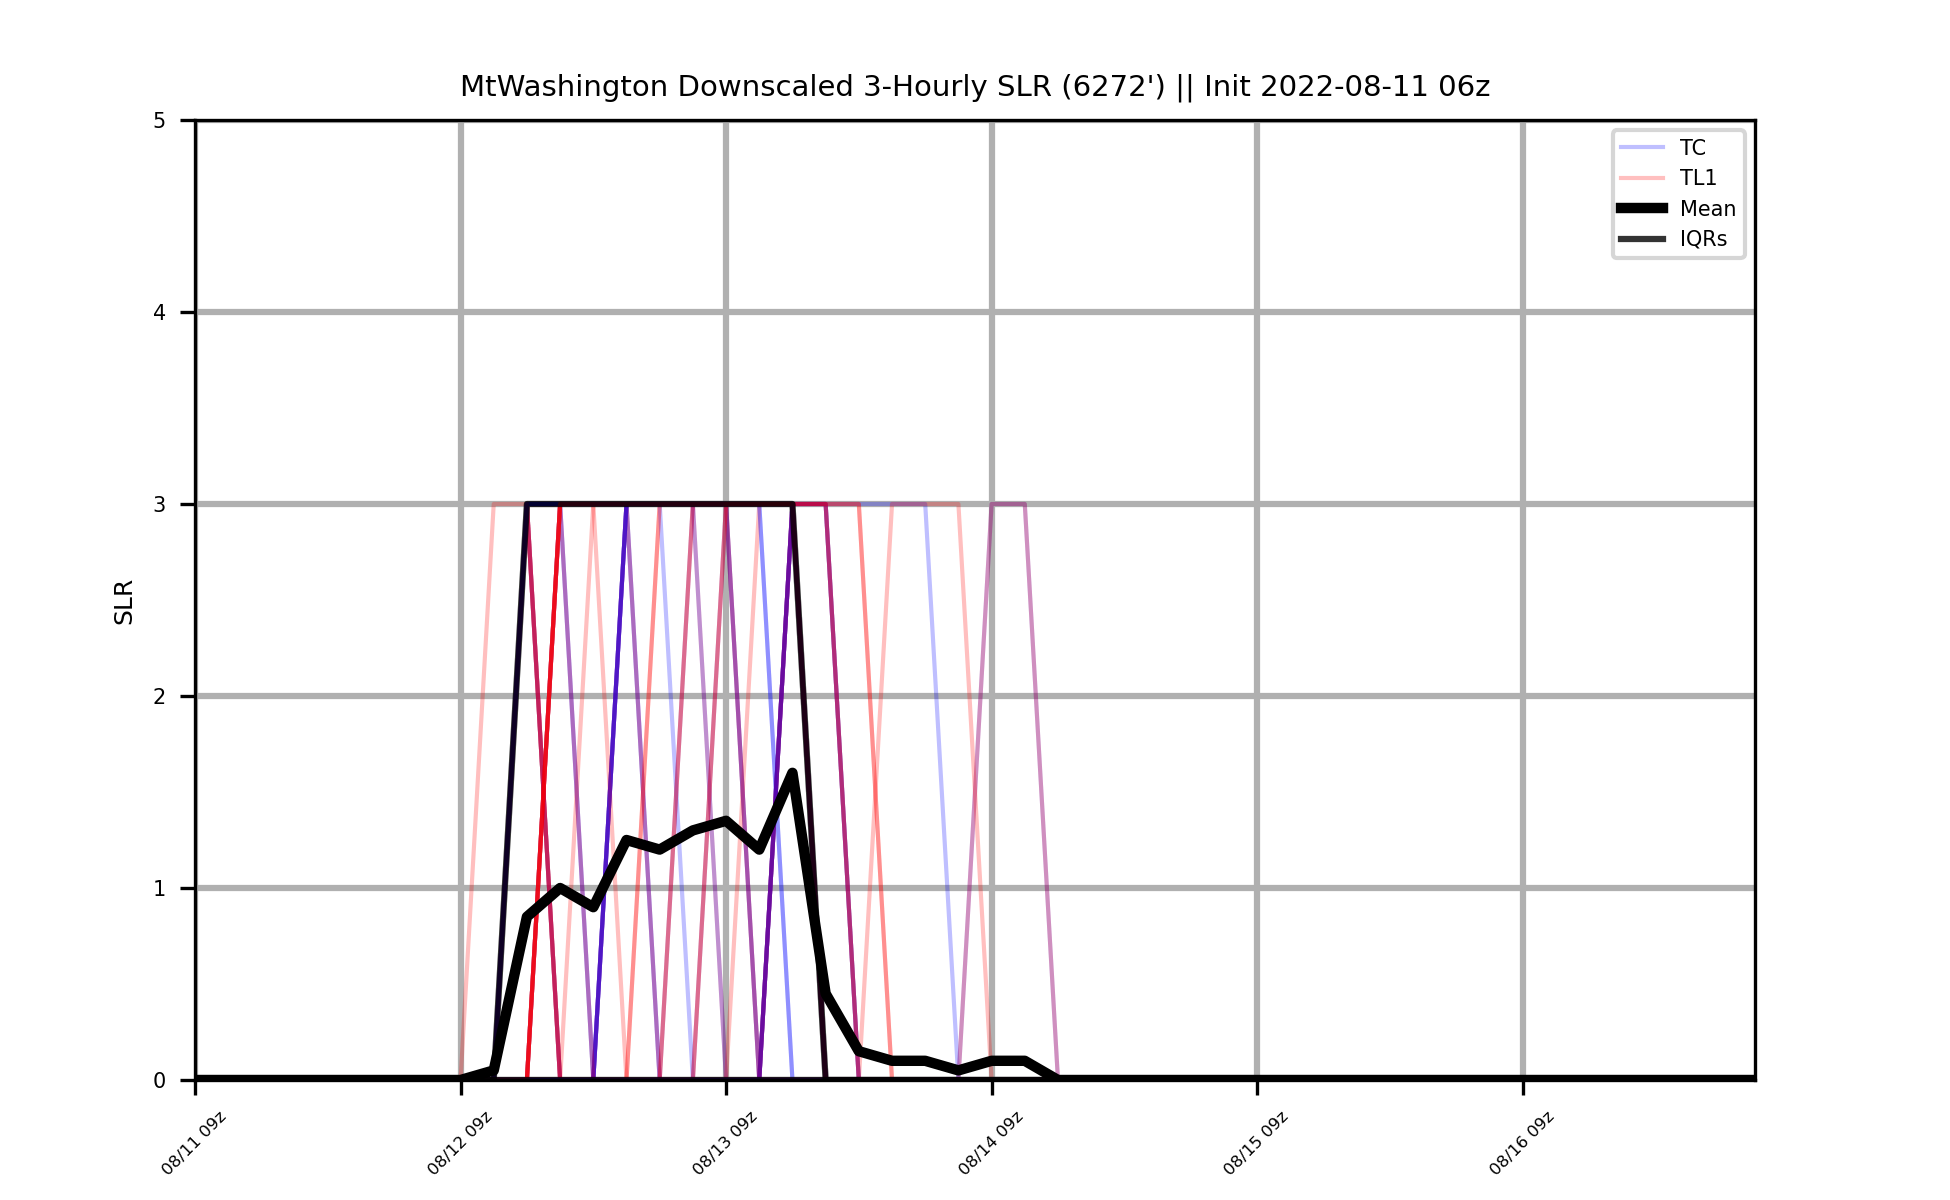 MtWashington Downscaled 3-Hourly SLR (6272') || Init 2022-08-11 06z
5
4
3
2
1
0
SLR
TC
TL1
Mean
IQRs
08/11 09z
08/12 09z
08/13 09z
08/14 09z
08/15 09z
08/16 09z